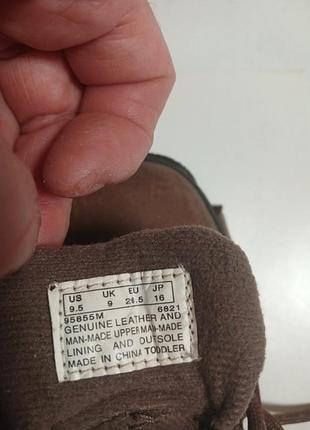 US UK EU JP
9.5 9 26.5 16
95855M 6821
GENUINE LEATHER AND
MAN-MADE UPPER MAN-MADE
LINING AND OUTSOLE
MADE IN CHINA TODDLER